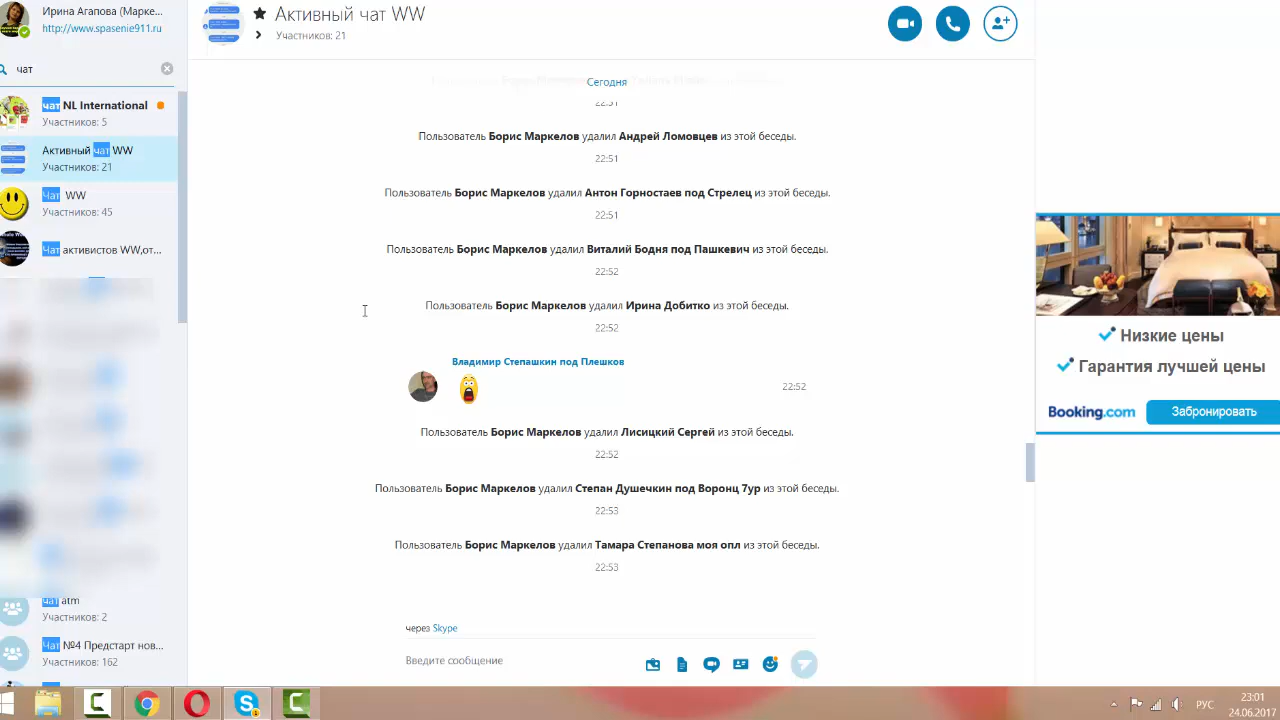 Ирина Агапова (Марке...
http://www.spasenie911.ru
чат
чат NL International
Участников: 5
Активный чат WW
Участников: 21
Чат WW
Участников: 45
Чат активистов WW,от...
чат atm
Участников: 2
Чат №4 Предстарт нов...
Участников: 162
Активный чат WW
Участников: 21
Сегодня
22:51
Пользователь Борис Маркелов удалил Андрей Ломовцев из этой беседы.
22:51
Пользователь Борис Маркелов удалил Антон Горностаев под Стрелец из этой беседы.
22:51
Пользователь Борис Маркелов удалил Виталий Бодня под Пашкевич из этой беседы.
22:52
Пользователь Борис Маркелов удалил Ирина Добитко из этой беседы.
22:52
Владимир Степашкин под Плешков
22:52
Пользователь Борис Маркелов удалил Лисицкий Сергей из этой беседы.
22:52
Пользователь Борис Маркелов удалил Степан Душечкин под Воронц 7ур из этой беседы.
22:53
Пользователь Борис Маркелов удалил Тамара Степанова моя опл из этой беседы.
22:53
через Skype
Введите сообщение
Низкие цены
Гарантия лучшей цены
Booking.com Забронировать
РУС
23:01
24.06.2017